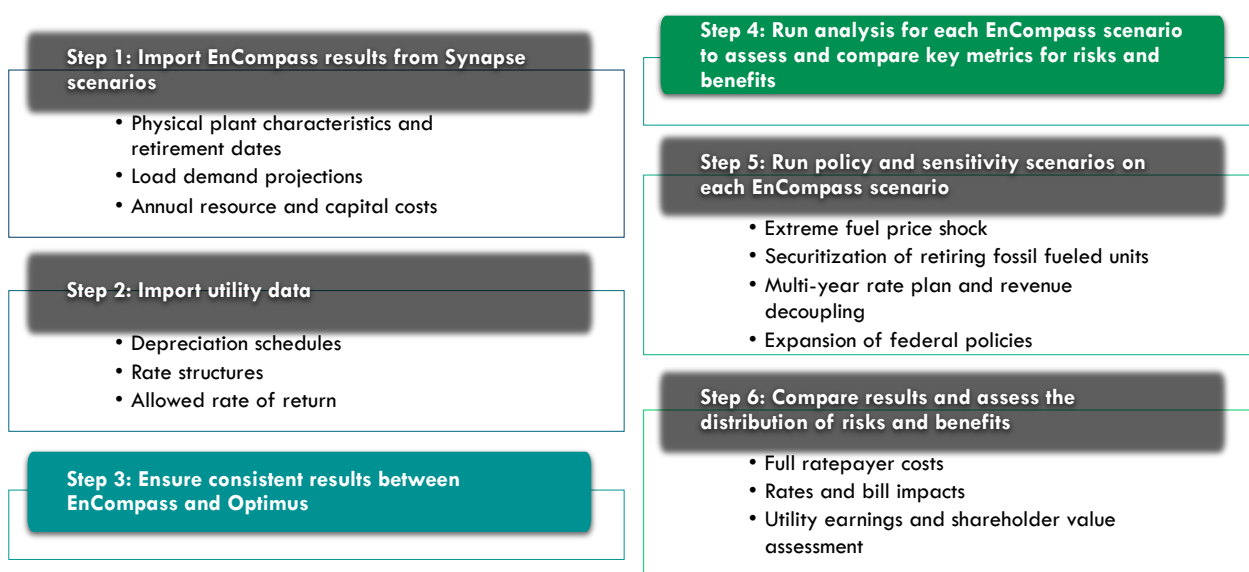 Step 1: Import EnCompass results from Synapse
scenarios
• Physical plant characteristics and
retirement dates
• Load demand projections
• Annual resource and capital costs
Step 2: Import utility data
• Depreciation schedules
• Rate structures
• Allowed rate of return
Step 3: Ensure consistent results between
EnCompass and Optimus
Step 4: Run analysis for each EnCompass scenario
to assess and compare key metrics for risks and
benefits
Step 5: Run policy and sensitivity scenarios on
each EnCompass scenario
• Extreme fuel price shock
• Securitization of retiring fossil fueled units
• Multi-year rate plan and revenue
decoupling
• Expansion of federal policies
Step 6: Compare results and assess the
distribution of risks and benefits
• Full ratepayer costs
• Rates and bill impacts
• Utility earnings and shareholder value
assessment